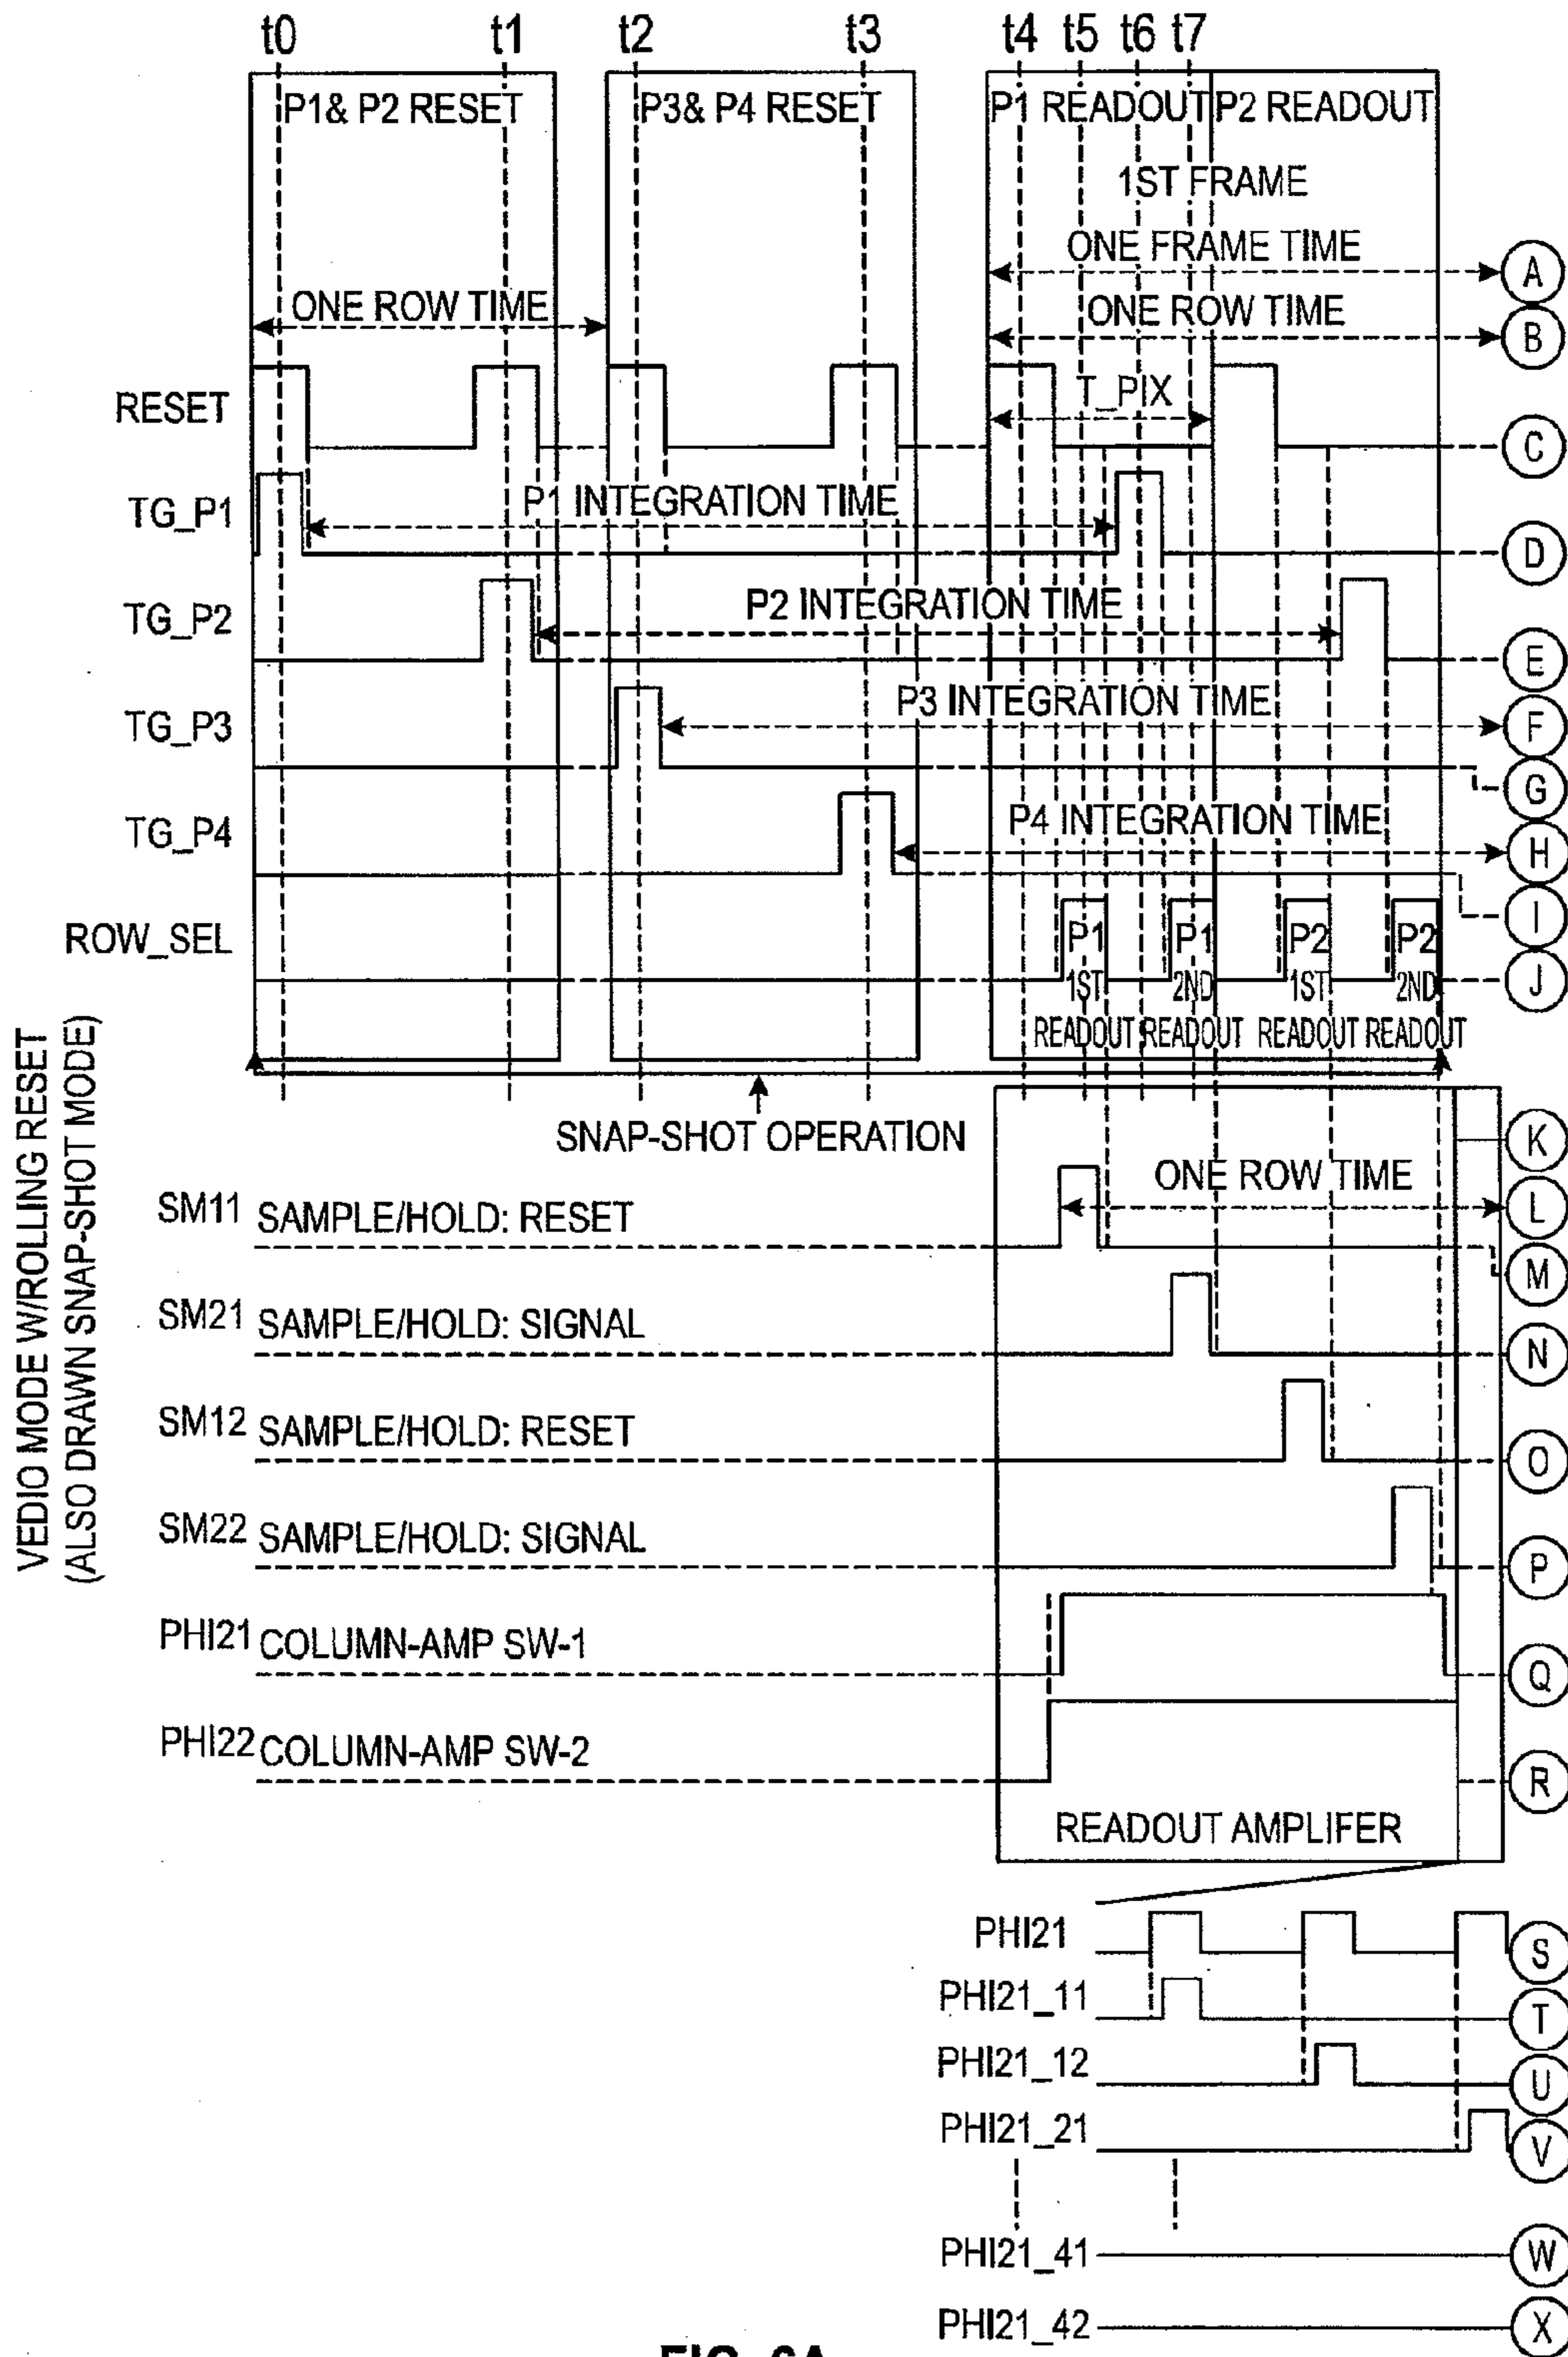 t0 t1 t2 t3 t4 t5 t6 t7
P1& P2 RESET P3& P4 RESET P1 READOUT P2 READOUT
1ST FRAME
ONE FRAME TIME A
ONE ROW TIME ONE ROW TIME B
RESET T_PIX C
TG_P1 P1 INTEGRATION TIME D
TG_P2 P2 INTEGRATION TIME E
TG_P3 P3 INTEGRATION TIME F
G
TG_P4 P4 INTEGRATION TIME H
I
ROW_SEL P1 P1 P2 P2
1ST 2ND 1ST 2ND J
READOUT READOUT READOUT READOUT
VEDIO MODE W/ROLLING RESET
(ALSO DRAWN SNAP-SHOT MODE)
SNAP-SHOT OPERATION K
SM11 SAMPLE/HOLD: RESET ONE ROW TIME L
M
SM21 SAMPLE/HOLD: SIGNAL N
SM12 SAMPLE/HOLD: RESET O
SM22 SAMPLE/HOLD: SIGNAL P
PHI21 COLUMN-AMP SW-1 Q
PHI22 COLUMN-AMP SW-2 R
READOUT AMPLIFER
PHI21 S
PHI21_11 T
PHI21_12 U
PHI21_21 V
PHI21_41 W
PHI21_42 X
FIG. 6A